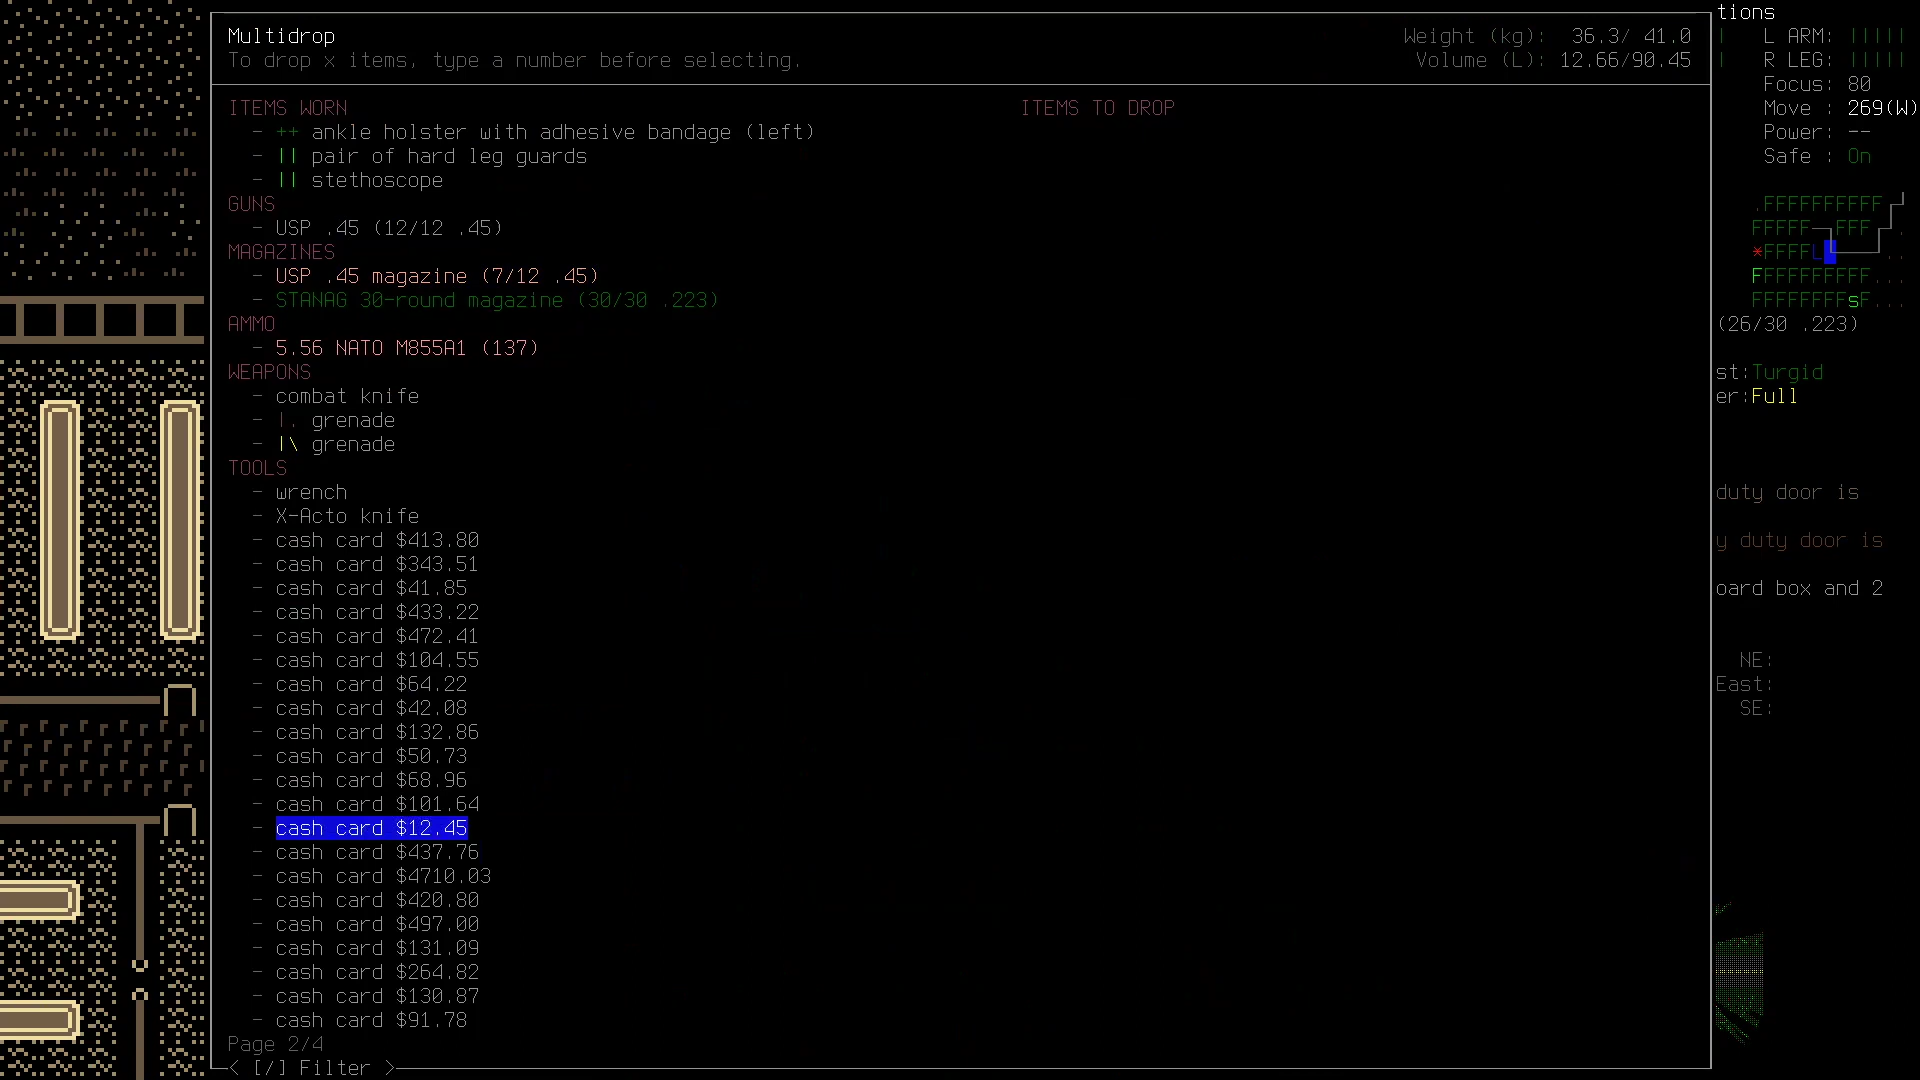 tions
Multidrop
Weight (kg): 36.3/ 41.0
To drop x items, type a number before selecting.
Volume (L): 12.66/90.45
L ARM: |||||
R LEG: |||||
Focus: 80
Move : 269(W)
Power: --
Safe : On
ITEMS WORN
ITEMS TO DROP
- ++ ankle holster with adhesive bandage (left)
- || pair of hard leg guards
- || stethoscope
GUNS
- USP .45 (12/12 .45)
MAGAZINES
- USP .45 magazine (7/12 .45)
- STANAG 30-round magazine (30/30 .223)
AMMO
- 5.56 NATO M855A1 (137)
WEAPONS
- combat knife
- |. grenade
- |\ grenade
TOOLS
- wrench
- X-Acto knife
- cash card $413.80
- cash card $343.51
- cash card $41.85
- cash card $433.22
- cash card $472.41
- cash card $104.55
- cash card $64.22
- cash card $42.08
- cash card $132.86
- cash card $50.73
- cash card $68.96
- cash card $101.64
- cash card $12.45
- cash card $437.76
- cash card $4710.03
- cash card $420.80
- cash card $497.00
- cash card $131.09
- cash card $264.82
- cash card $130.87
- cash card $91.78
Page 2/4
< [/] Filter >
.FFFFFFFFFF
FFFFF FFF
*FFFFL ..
FFFFFFFFFF...
FFFFFFFFsF...
(26/30 .223)
st:Turgid
er:Full
duty door is
y duty door is
oard box and 2
NE:
East:
SE: